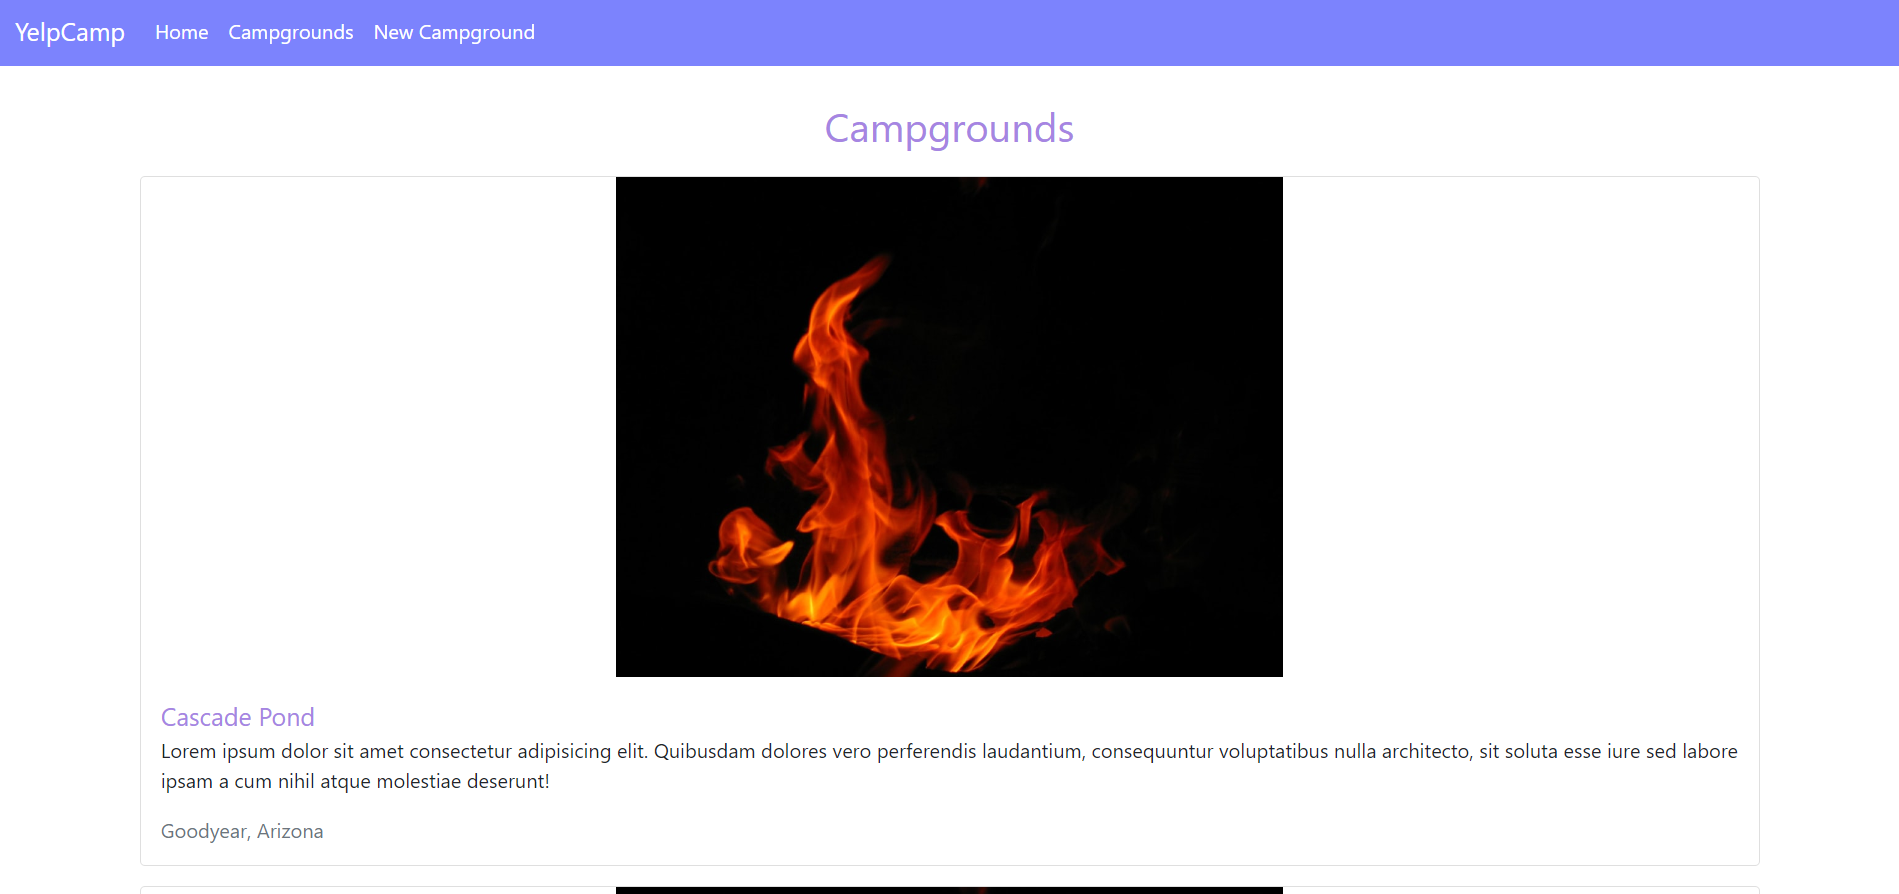 YelpCamp Home Campgrounds New Campground
Campgrounds
Cascade Pond
Lorem ipsum dolor sit amet consectetur adipisicing elit. Quibusdam dolores vero perferendis laudantium, consequuntur voluptatibus nulla architecto, sit soluta esse iure sed labore
ipsam a cum nihil atque molestiae deserunt!
Goodyear, Arizona